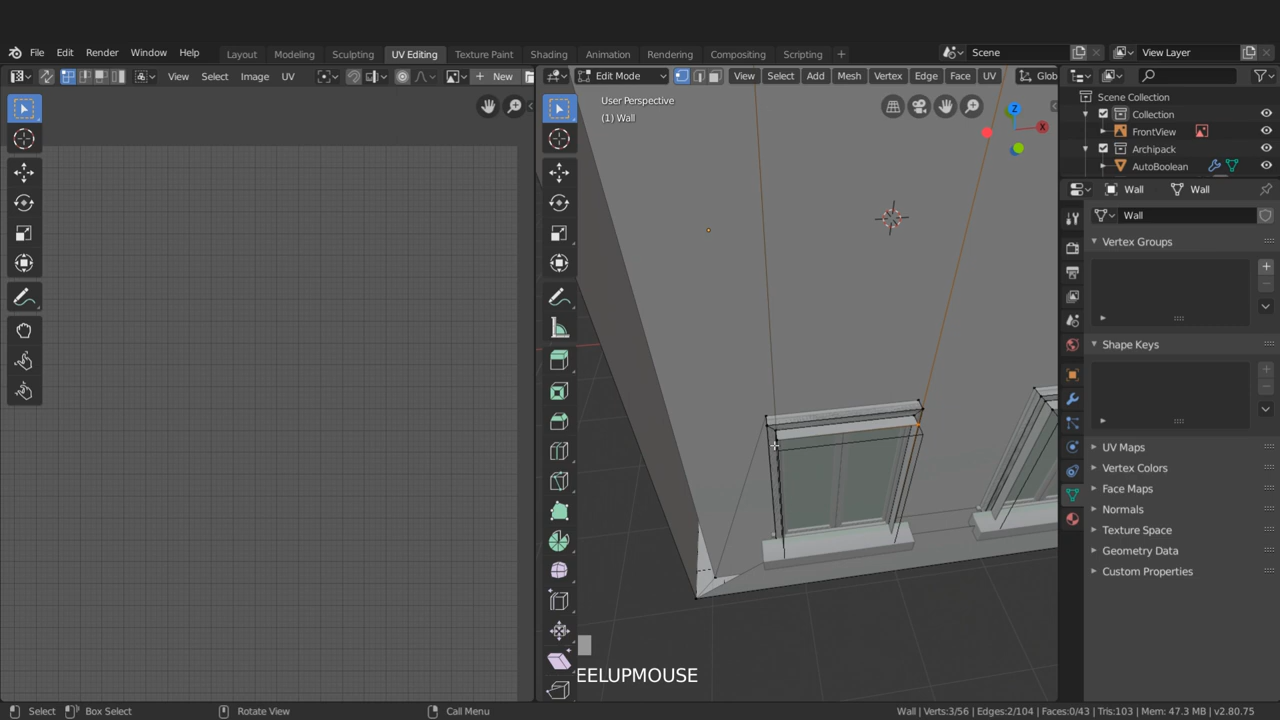 File Edit Render Window Help
Layout Modeling Sculpting UV Editing Texture Paint Shading Animation Rendering Compositing Scripting +
Scene
View Layer
View Select Image UV
New
Edit Mode
View Select Add Mesh Vertex Edge Face UV
Glob
User Perspective
(1) Wall
Z
X
Scene Collection
Collection
FrontView
Archipack
AutoBoolean
Wall
Wall
Wall
Vertex Groups
Shape Keys
UV Maps
Vertex Colors
Face Maps
Normals
Texture Space
Geometry Data
Custom Properties
EELUPMOUSE
Select
Box Select
Rotate View
Call Menu
Wall | Verts:3/56 | Edges:2/104 | Faces:0/43 | Tris:103 | Mem: 47.3 MB | v2.80.75